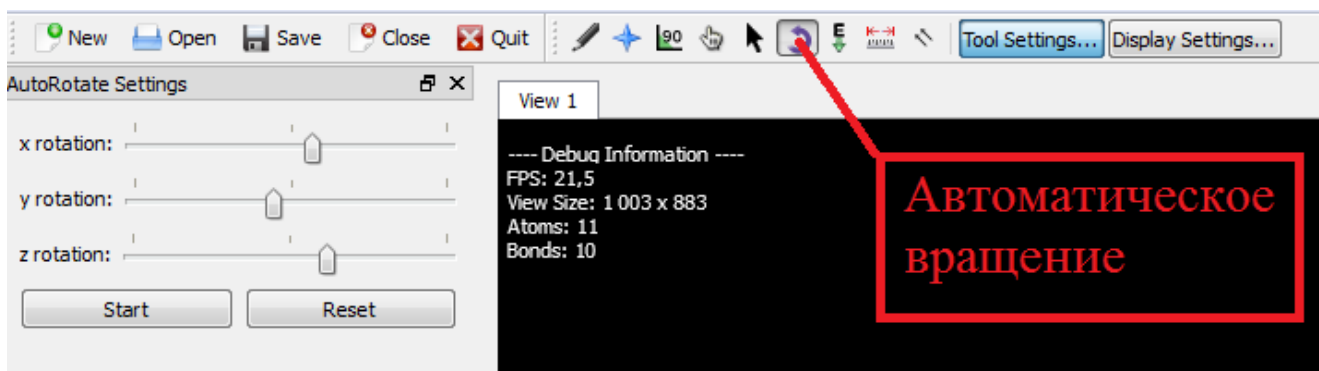 New Open Save Close Quit 90 E Tool Settings... Display Settings...
AutoRotate Settings
View 1
x rotation:
y rotation:
z rotation:
Start Reset
---- Debug Information ----
FPS: 21,5
View Size: 1 003 x 883
Atoms: 11
Bonds: 10
Автоматическое
вращение